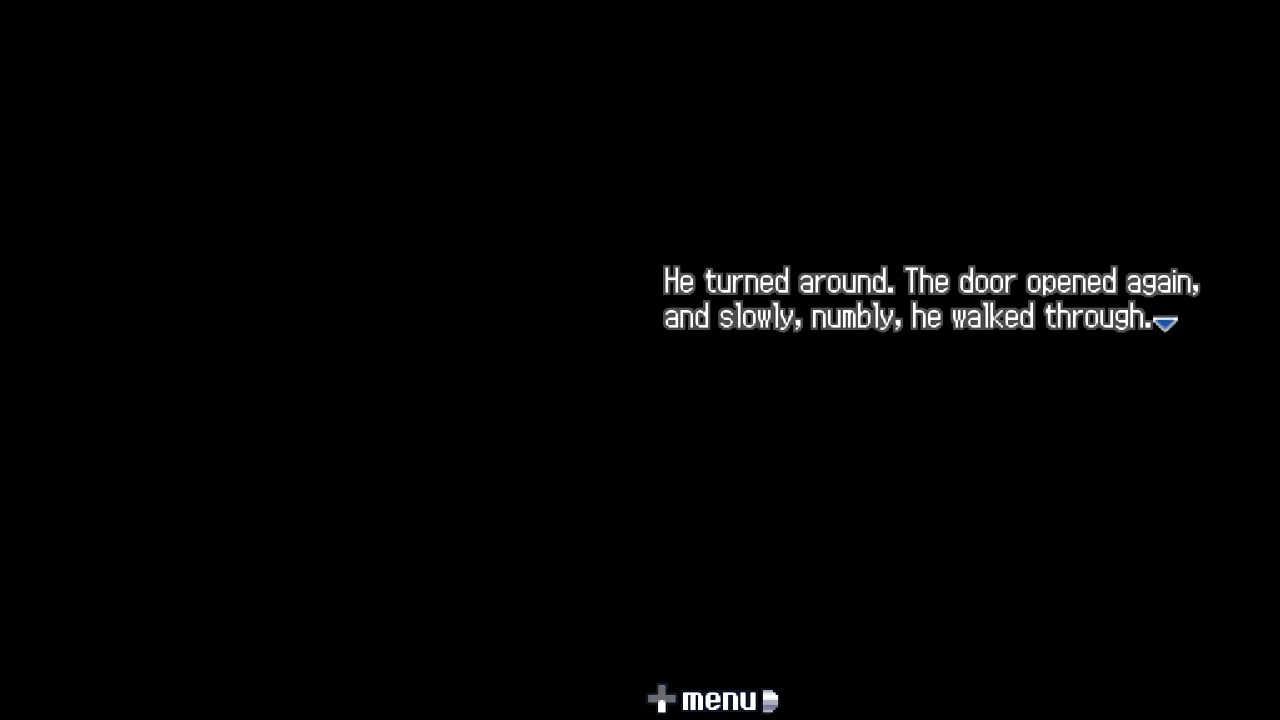 He turned around. The door opened again,
and slowly, numbly, he walked through.
menu